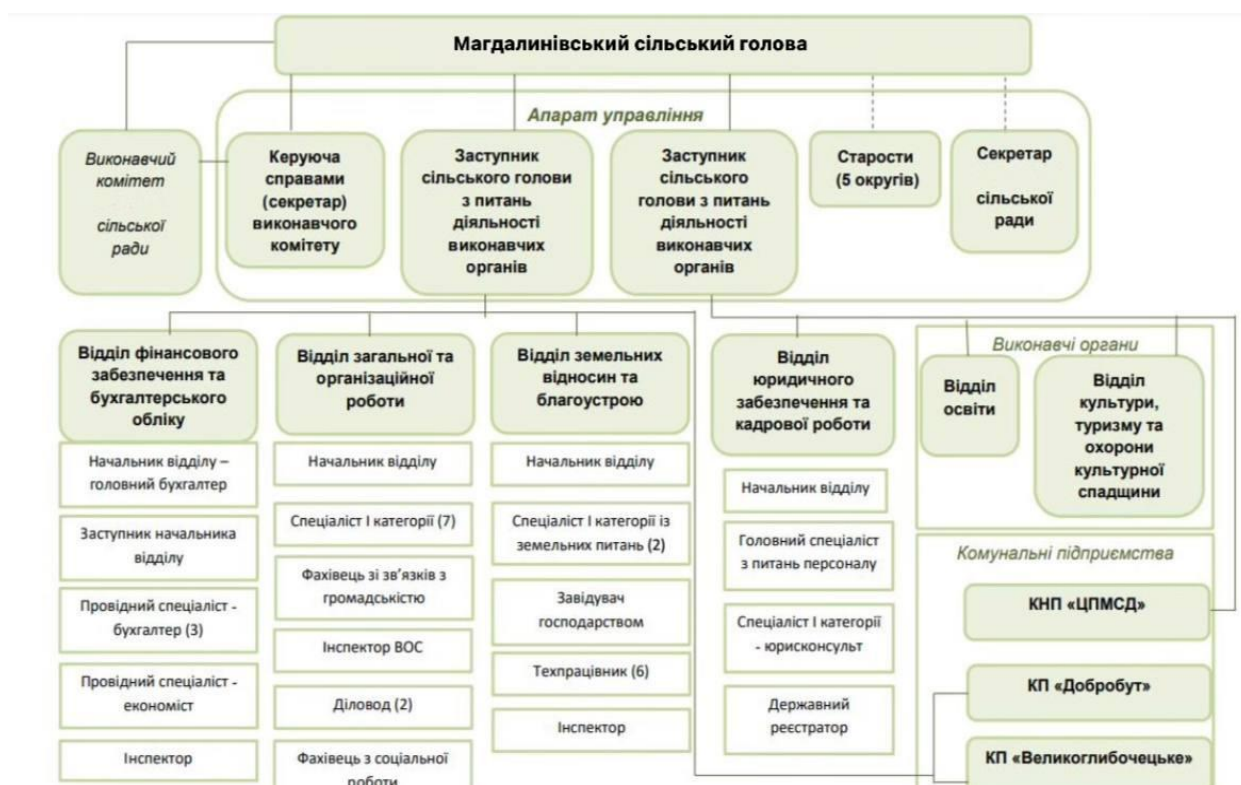 Магдалинівський сільський голова
Апарат управління
Виконавчий
комітет
сільської
ради
Керуюча
справами
(секретар)
виконавчого
комітету
Заступник
сільського голови
з питань
діяльності
виконавчих
органів
Заступник
сільського
голови з питань
діяльності
виконавчих
органів
Старости
(5 округів)
Секретар
сільської
ради
Відділ фінансового
забезпечення та
бухгалтерського
обліку
Начальник відділу –
головний бухгалтер
Заступник начальника
відділу
Провідний спеціаліст -
бухгалтер (3)
Провідний спеціаліст -
економіст
Інспектор
Відділ загальної та
організаційної
роботи
Начальник відділу
Спеціаліст І категорії (7)
Фахівець зі зв'язків з
громадськістю
Інспектор ВОС
Діловод (2)
Фахівець з соціальної
роботи
Відділ земельних
відносин та
благоустрою
Начальник відділу
Спеціаліст І категорії із
земельних питань (2)
Завідувач
господарством
Техпрацівник (6)
Інспектор
Відділ
юридичного
забезпечення та
кадрової роботи
Начальник відділу
Головний спеціаліст
з питань персоналу
Спеціаліст І категорії
- юрисконсульт
Державний
реєстратор
Виконавчі органи
Відділ
освіти
Відділ
культури,
туризму та
охорони
культурної
спадщини
Комунальні підприємства
КНП «ЦПМСД»
КП «Добробут»
КП «Великоглибочецьке»